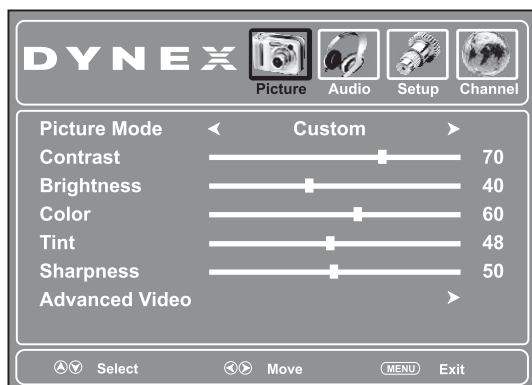 DYNEX
Picture Audio Setup Channel
Picture Mode Custom
Contrast 70
Brightness 40
Color 60
Tint 48
Sharpness 50
Advanced Video
Select Move MENU Exit